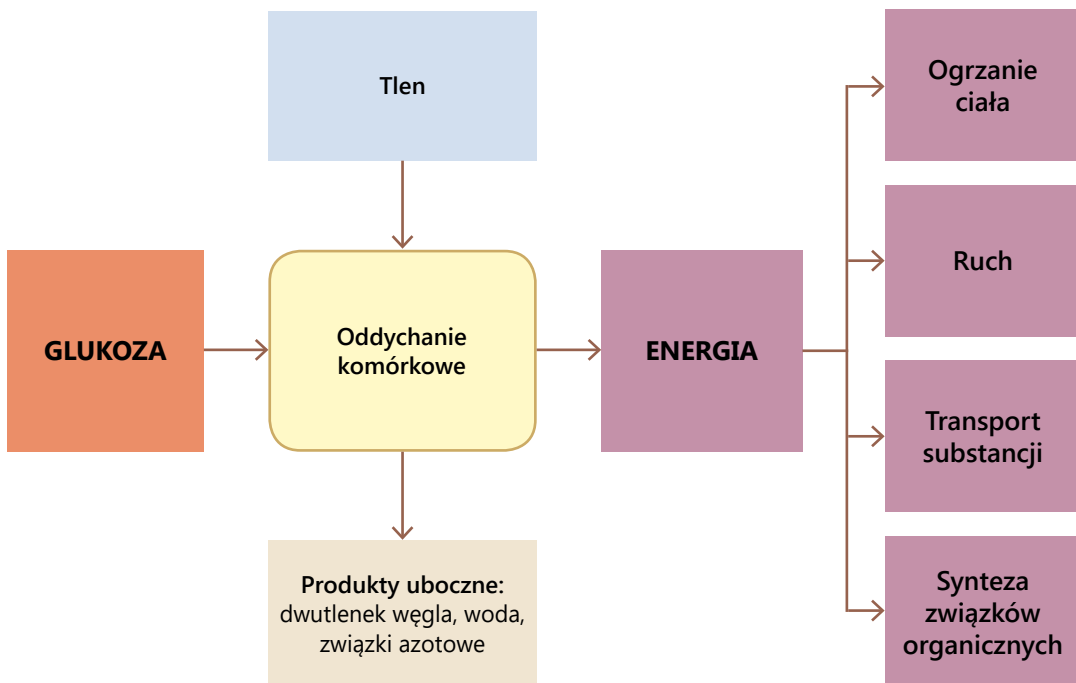 Tlen
GLUKOZA
Oddychanie
komórkowe
ENERGIA
Produkty uboczne:
dwutlenek węgla, woda,
związki azotowe
Ogrzanie
ciała
Ruch
Transport
substancji
Synteza
związków
organicznych